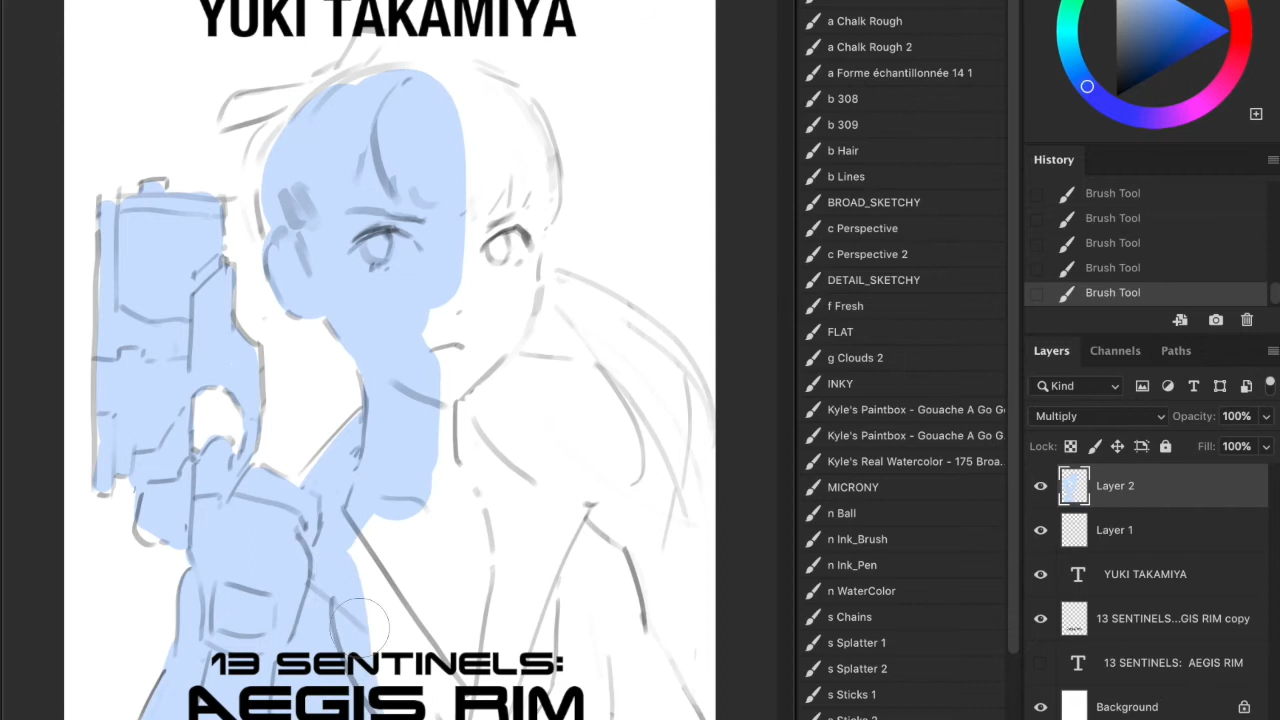 YUKI TAKAMIYA
13 SENTINELS:
AEGIS RIM
a Chalk Rough
a Chalk Rough 2
a Forme échantillonnée 14 1
b 308
b 309
b Hair
b Lines
BROAD_SKETCHY
c Perspective
c Perspective 2
DETAIL_SKETCHY
f Fresh
FLAT
g Clouds 2
INKY
Kyle's Paintbox - Gouache A Go G
Kyle's Paintbox - Gouache A Go G...
Kyle's Real Watercolor - 175 Broa...
MICRONY
n Ball
n Ink_Brush
n Ink_Pen
n WaterColor
s Chains
s Splatter 1
s Splatter 2
s Sticks 1
History
Brush Tool
Brush Tool
Brush Tool
Brush Tool
Brush Tool
Layers Channels Paths
Kind
Multiply Opacity: 100%
Lock: Fill: 100%
Layer 2
Layer 1
T YUKI TAKAMIYA
13 SENTINELS...GIS RIM copy
T 13 SENTINELS: AEGIS RIM
Background